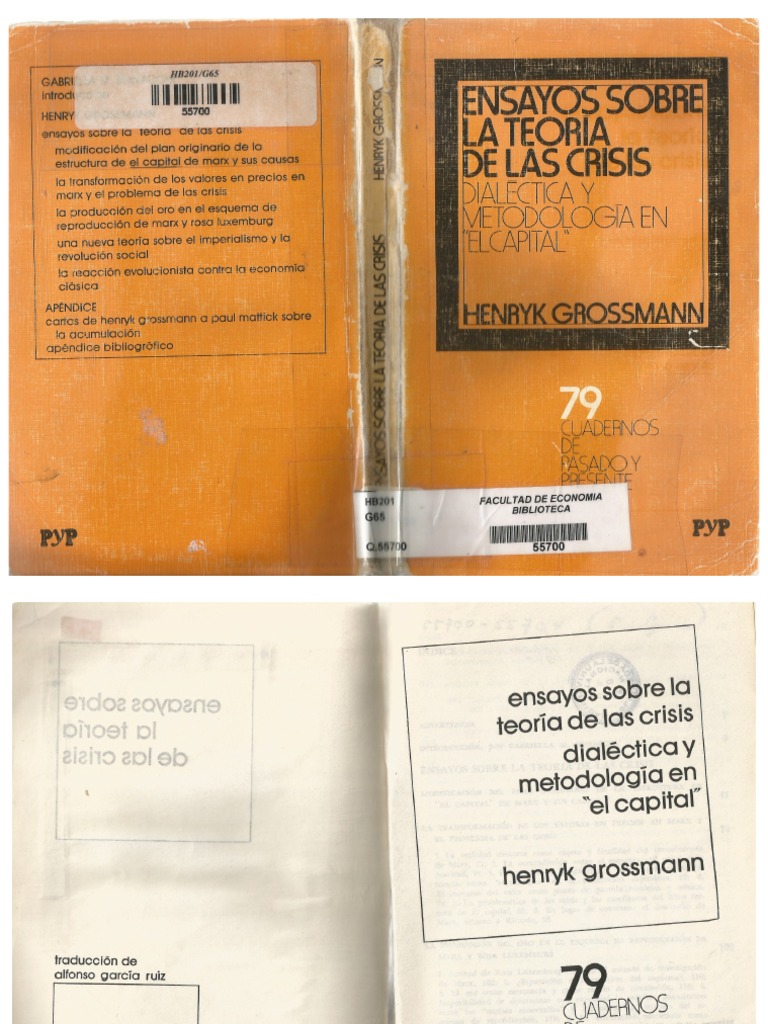 HB201/G65
55700
introduc
HENRY
ensayos sobre la teoría de las crisis
modificación del plan originario de la
estructura de el capital de marx y sus causas
la transformación de los valores en precios en
marx y el problema de las crisis
la producción del oro en el esquema de
reproducción de marx y rosa luxemburg
una nueva teoría sobre el imperialismo y la
revolución social
la reacción evolucionista contra la economía
clásica
APÉNDICE
cartas de henryk grossmann a paul mattick sobre
la acumulación
apéndice bibliográfico
PYP
HENRYK GROSSMANN
ENSAYOS SOBRE LA TEORIA DE LAS CRISIS
HB201
G65
Q.55700
ENSAYOS SOBRE
LA TEORIA
DE LAS CRISIS
DIALÉCTICA Y
METODOLOGÍA EN
"EL CAPITAL"
HENRYK GROSSMANN
79
CUADERNOS
DE
PASADO Y
PRESENTE
FACULTAD DE ECONOMIA
BIBLIOTECA
55700
PYP
ensayos sobre
la teoría
de las crisis
traducción de
alfonso garcía ruiz
ÍNDICE
ensayos sobre la
teoría de las crisis
dialéctica y
metodología en
"el capital"
henryk grossmann
79
CUADERNOS
DE